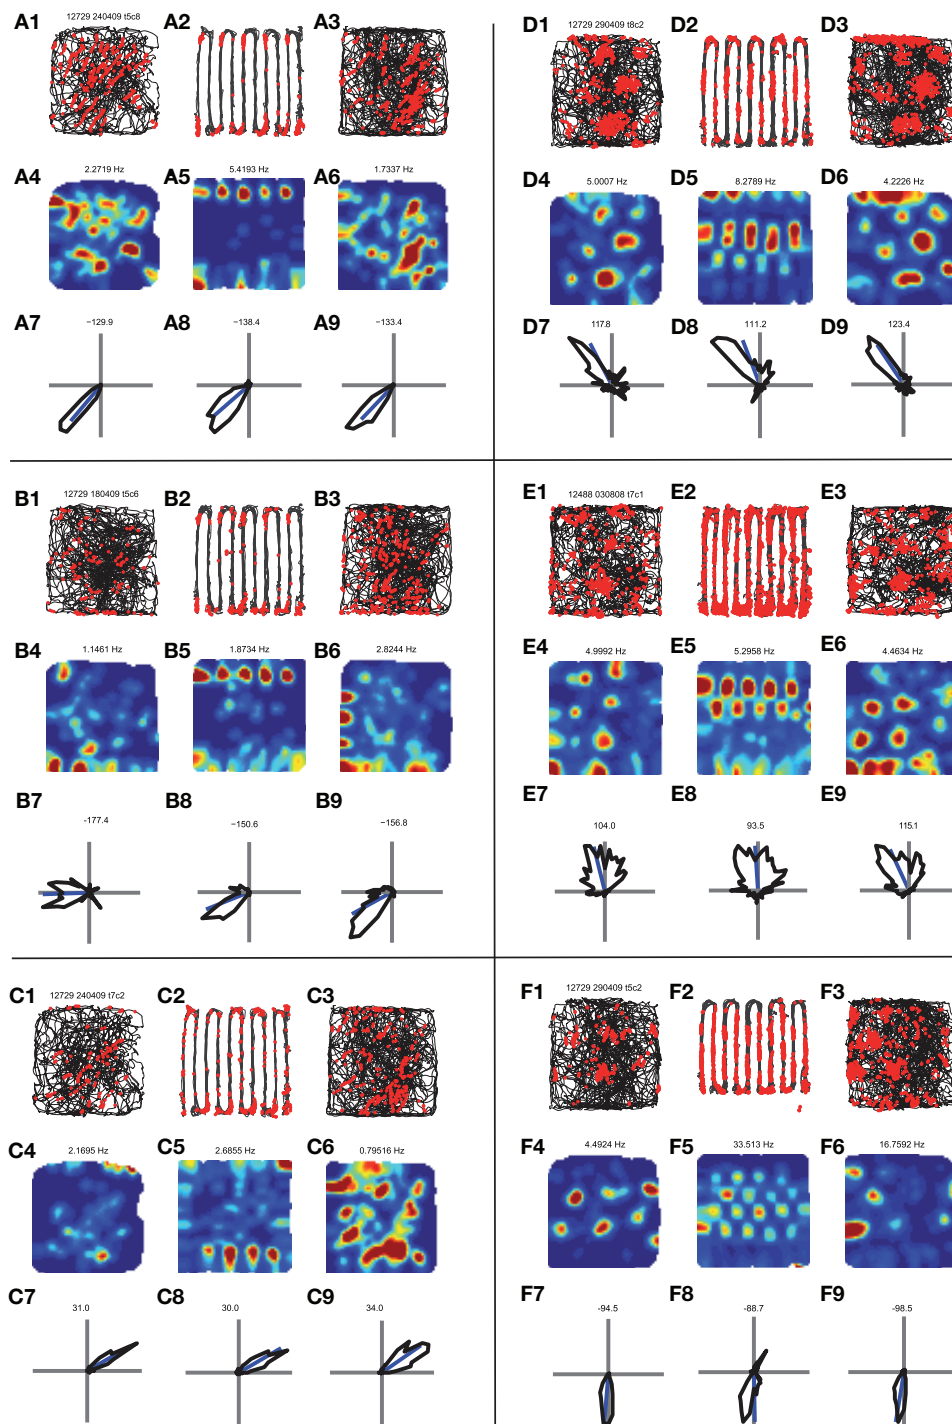 A1 12729 240409 t5c8 A2 A3
A4 2.2719 Hz A5 5.4193 Hz A6 1.7337 Hz
A7 −129.9 A8 −138.4 A9 −133.4
D1 12729 290409 t8c2 D2 D3
D4 5.0007 Hz D5 8.2789 Hz D6 4.2226 Hz
D7 117.8 D8 111.2 D9 123.4
B1 12729 180409 t5c6 B2 B3
B4 1.1461 Hz B5 1.8734 Hz B6 2.8244 Hz
B7 -177.4 B8 −150.6 B9 −156.8
E1 12488 030808 t7c1 E2 E3
E4 4.9992 Hz E5 5.2958 Hz E6 4.4634 Hz
E7 104.0 E8 93.5 E9 115.1
C1 12729 240409 t7c2 C2 C3
C4 2.1695 Hz C5 2.6855 Hz C6 0.79516 Hz
C7 31.0 C8 30.0 C9 34.0
F1 12729 290409 t5c2 F2 F3
F4 4.4924 Hz F5 33.513 Hz F6 16.7592 Hz
F7 -94.5 F8 -88.7 F9 -98.5